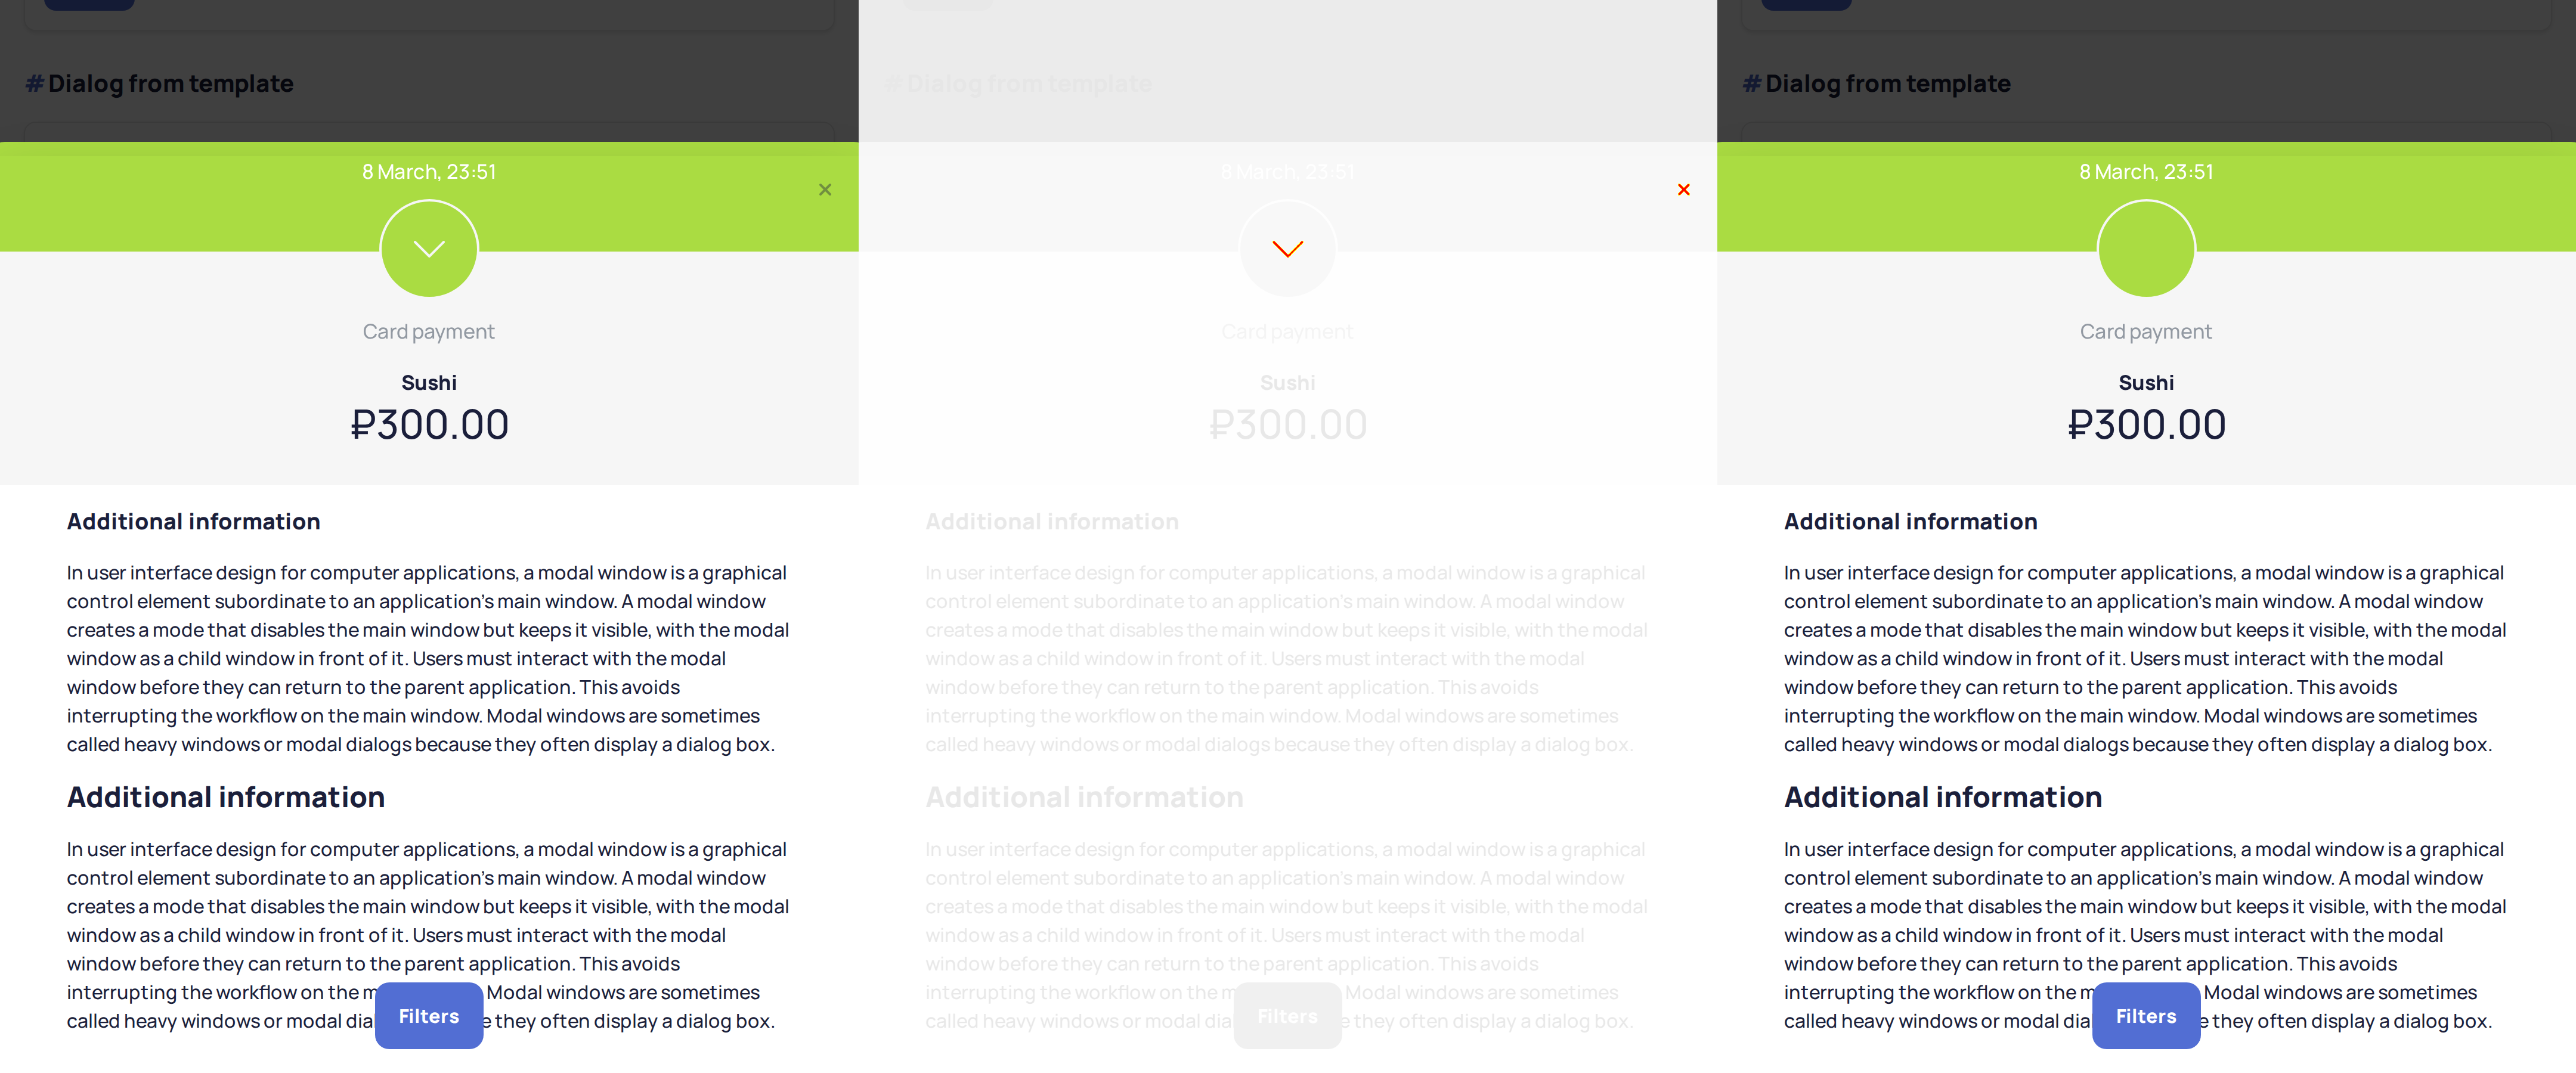 # Dialog from template
8 March, 23:51
Card payment
Sushi
₽300.00
Additional information
In user interface design for computer applications, a modal window is a graphical
control element subordinate to an application's main window. A modal window
creates a mode that disables the main window but keeps it visible, with the modal
window as a child window in front of it. Users must interact with the modal
window before they can return to the parent application. This avoids
interrupting the workflow on the main window. Modal windows are sometimes
called heavy windows or modal dialogs because they often display a dialog box.
Additional information
In user interface design for computer applications, a modal window is a graphical
control element subordinate to an application's main window. A modal window
creates a mode that disables the main window but keeps it visible, with the modal
window as a child window in front of it. Users must interact with the modal
window before they can return to the parent application. This avoids
interrupting the workflow on the m Modal windows are sometimes
called heavy windows or modal dial e they often display a dialog box.
Filters
# Dialog from template
8 March, 23:51
Card payment
Sushi
₽300.00
Additional information
In user interface design for computer applications, a modal window is a graphical
control element subordinate to an application's main window. A modal window
creates a mode that disables the main window but keeps it visible, with the modal
window as a child window in front of it. Users must interact with the modal
window before they can return to the parent application. This avoids
interrupting the workflow on the main window. Modal windows are sometimes
called heavy windows or modal dialogs because they often display a dialog box.
Additional information
In user interface design for computer applications, a modal window is a graphical
control element subordinate to an application's main window. A modal window
creates a mode that disables the main window but keeps it visible, with the modal
window as a child window in front of it. Users must interact with the modal
window before they can return to the parent application. This avoids
interrupting the workflow on the m Modal windows are sometimes
called heavy windows or modal dia e they often display a dialog box.
Filters
# Dialog from template
8 March, 23:51
Card payment
Sushi
₽300.00
Additional information
In user interface design for computer applications, a modal window is a graphical
control element subordinate to an application's main window. A modal window
creates a mode that disables the main window but keeps it visible, with the modal
window as a child window in front of it. Users must interact with the modal
window before they can return to the parent application. This avoids
interrupting the workflow on the main window. Modal windows are sometimes
called heavy windows or modal dialogs because they often display a dialog box.
Additional information
In user interface design for computer applications, a modal window is a graphical
control element subordinate to an application's main window. A modal window
creates a mode that disables the main window but keeps it visible, with the modal
window as a child window in front of it. Users must interact with the modal
window before they can return to the parent application. This avoids
interrupting the workflow on the m Modal windows are sometimes
called heavy windows or modal dial e they often display a dialog box.
Filters